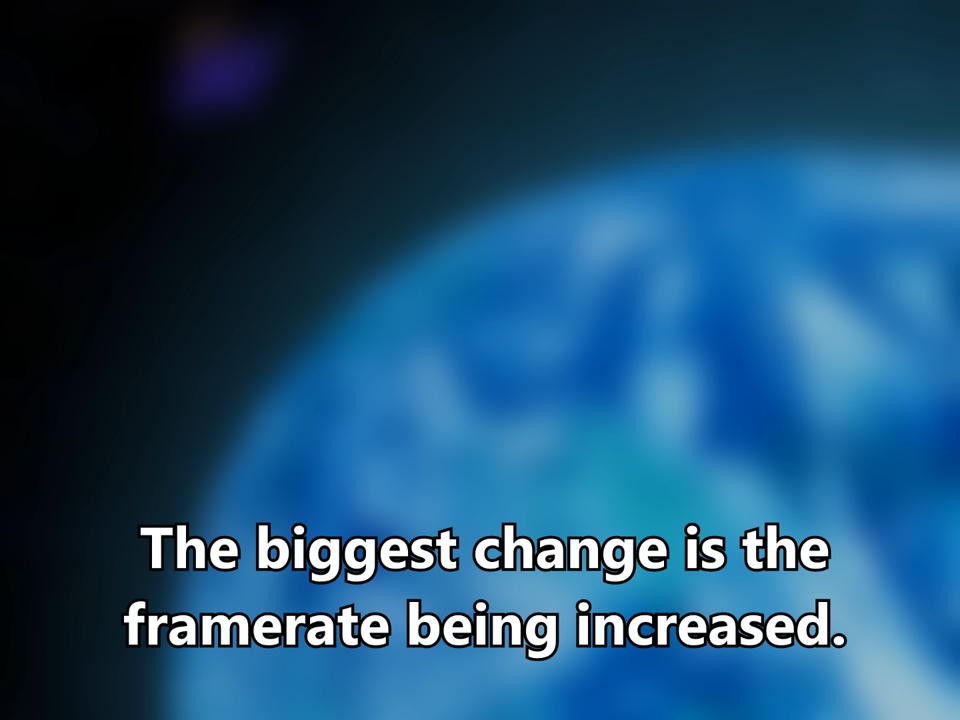 The biggest change is the
framerate being increased.